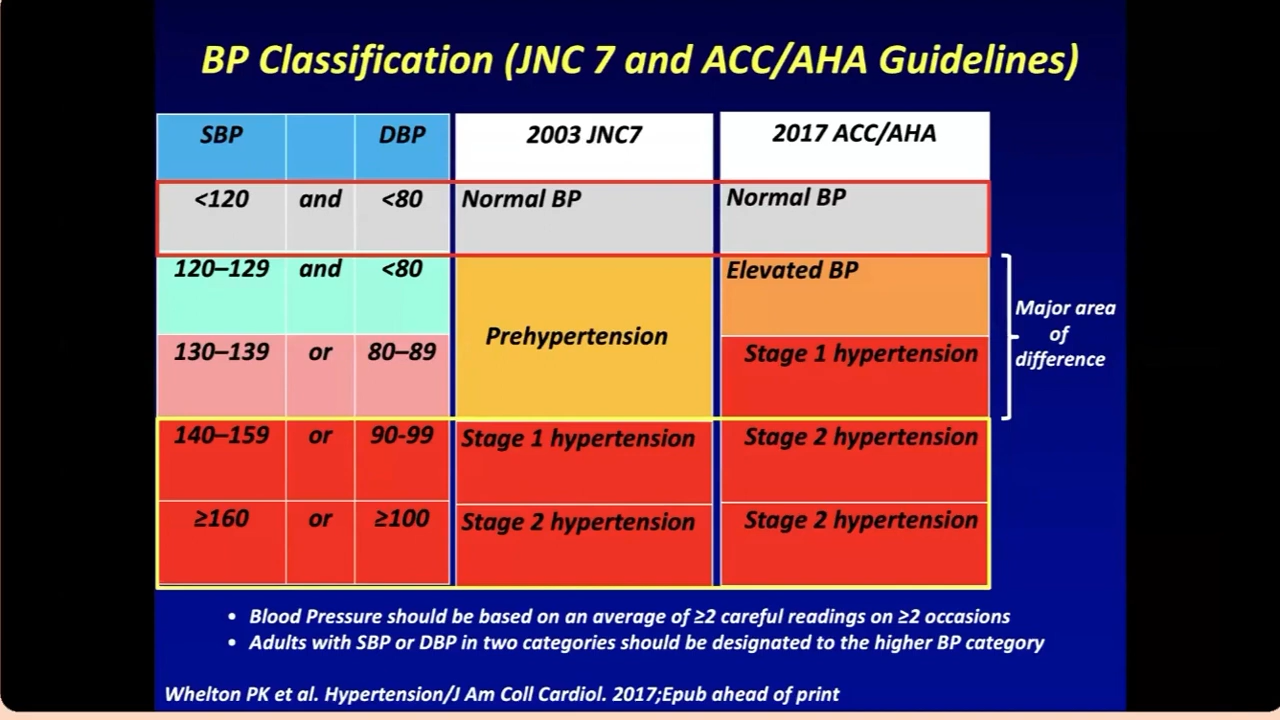 BP Classification (JNC 7 and ACC/AHA Guidelines)
SBP DBP 2003 JNC7 2017 ACC/AHA
<120 and <80 Normal BP Normal BP
120–129 and <80 Elevated BP
Prehypertension
130–139 or 80–89 Stage 1 hypertension
Major area
of
difference
140–159 or 90-99 Stage 1 hypertension Stage 2 hypertension
≥160 or ≥100 Stage 2 hypertension Stage 2 hypertension
• Blood Pressure should be based on an average of ≥2 careful readings on ≥2 occasions
• Adults with SBP or DBP in two categories should be designated to the higher BP category
Whelton PK et al. Hypertension/J Am Coll Cardiol. 2017;Epub ahead of print